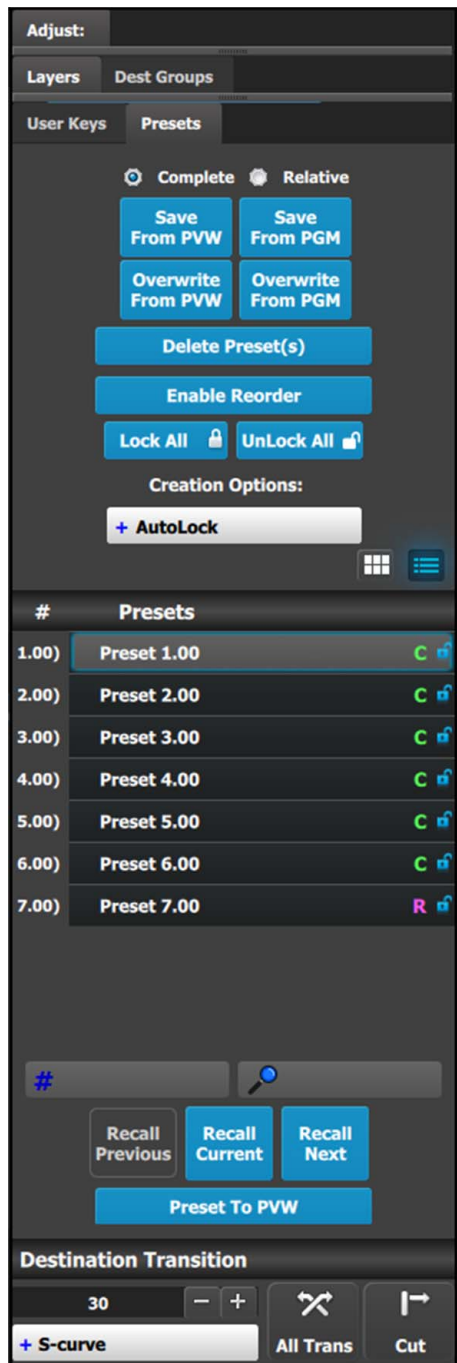 Adjust:
Layers Dest Groups
User Keys Presets
Complete Relative
Save From PVW
Save From PGM
Overwrite From PVW
Overwrite From PGM
Delete Preset(s)
Enable Reorder
Lock All UnLock All
Creation Options:
+ AutoLock
# Presets
1.00) Preset 1.00 C
2.00) Preset 2.00 C
3.00) Preset 3.00 C
4.00) Preset 4.00 C
5.00) Preset 5.00 C
6.00) Preset 6.00 C
7.00) Preset 7.00 R
#
Recall Previous
Recall Current
Recall Next
Preset To PVW
Destination Transition
30 − +
+ S-curve All Trans Cut